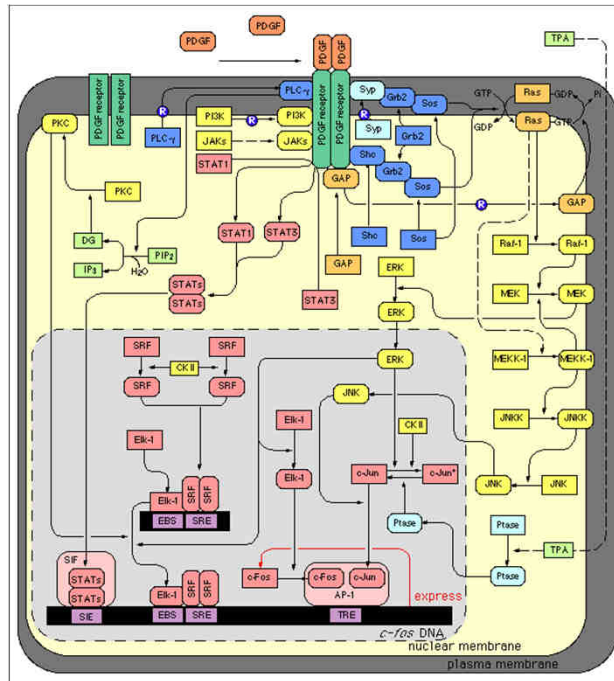 PDGF
PDGF
PDGF
PDGF
TPA
PDGF receptor
PDGF receptor
PDGF receptor
PDGF receptor
PKC
PLC-γ
Syp
Grb2
Sos
GTP
GDP
Ras
GDP
Pi
Ras
GTP
R
PLC-γ
PI3K
R
PI3K
R
Syp
Grb2
JAKs
JAKs
STAT1
Shc
Grb2
Sos
GAP
R
GAP
PKC
DG
PIP2
IP3
H2O
STAT1
STAT3
Shc
Sos
GAP
Raf-1
Raf-1
ERK
STATs
STATs
STAT3
MEK
MEK
ERK
SRF
SRF
CK II
ERK
MEKK-1
MEKK-1
SRF
SRF
JNK
Elk-1
Elk-1
CK II
JNKK
JNKK
c-Jun
c-Jun*
Elk-1
JNK
JNK
Elk-1
SRF
SRF
EBS
SRE
Ptase
Ptase
TPA
SIF
STATs
STATs
Elk-1
SRF
SRF
c-Fos
c-Fos
c-Jun
AP-1
Ptase
express
SIE
EBS
SRE
TRE
c-fos DNA
nuclear membrane
plasma membrane